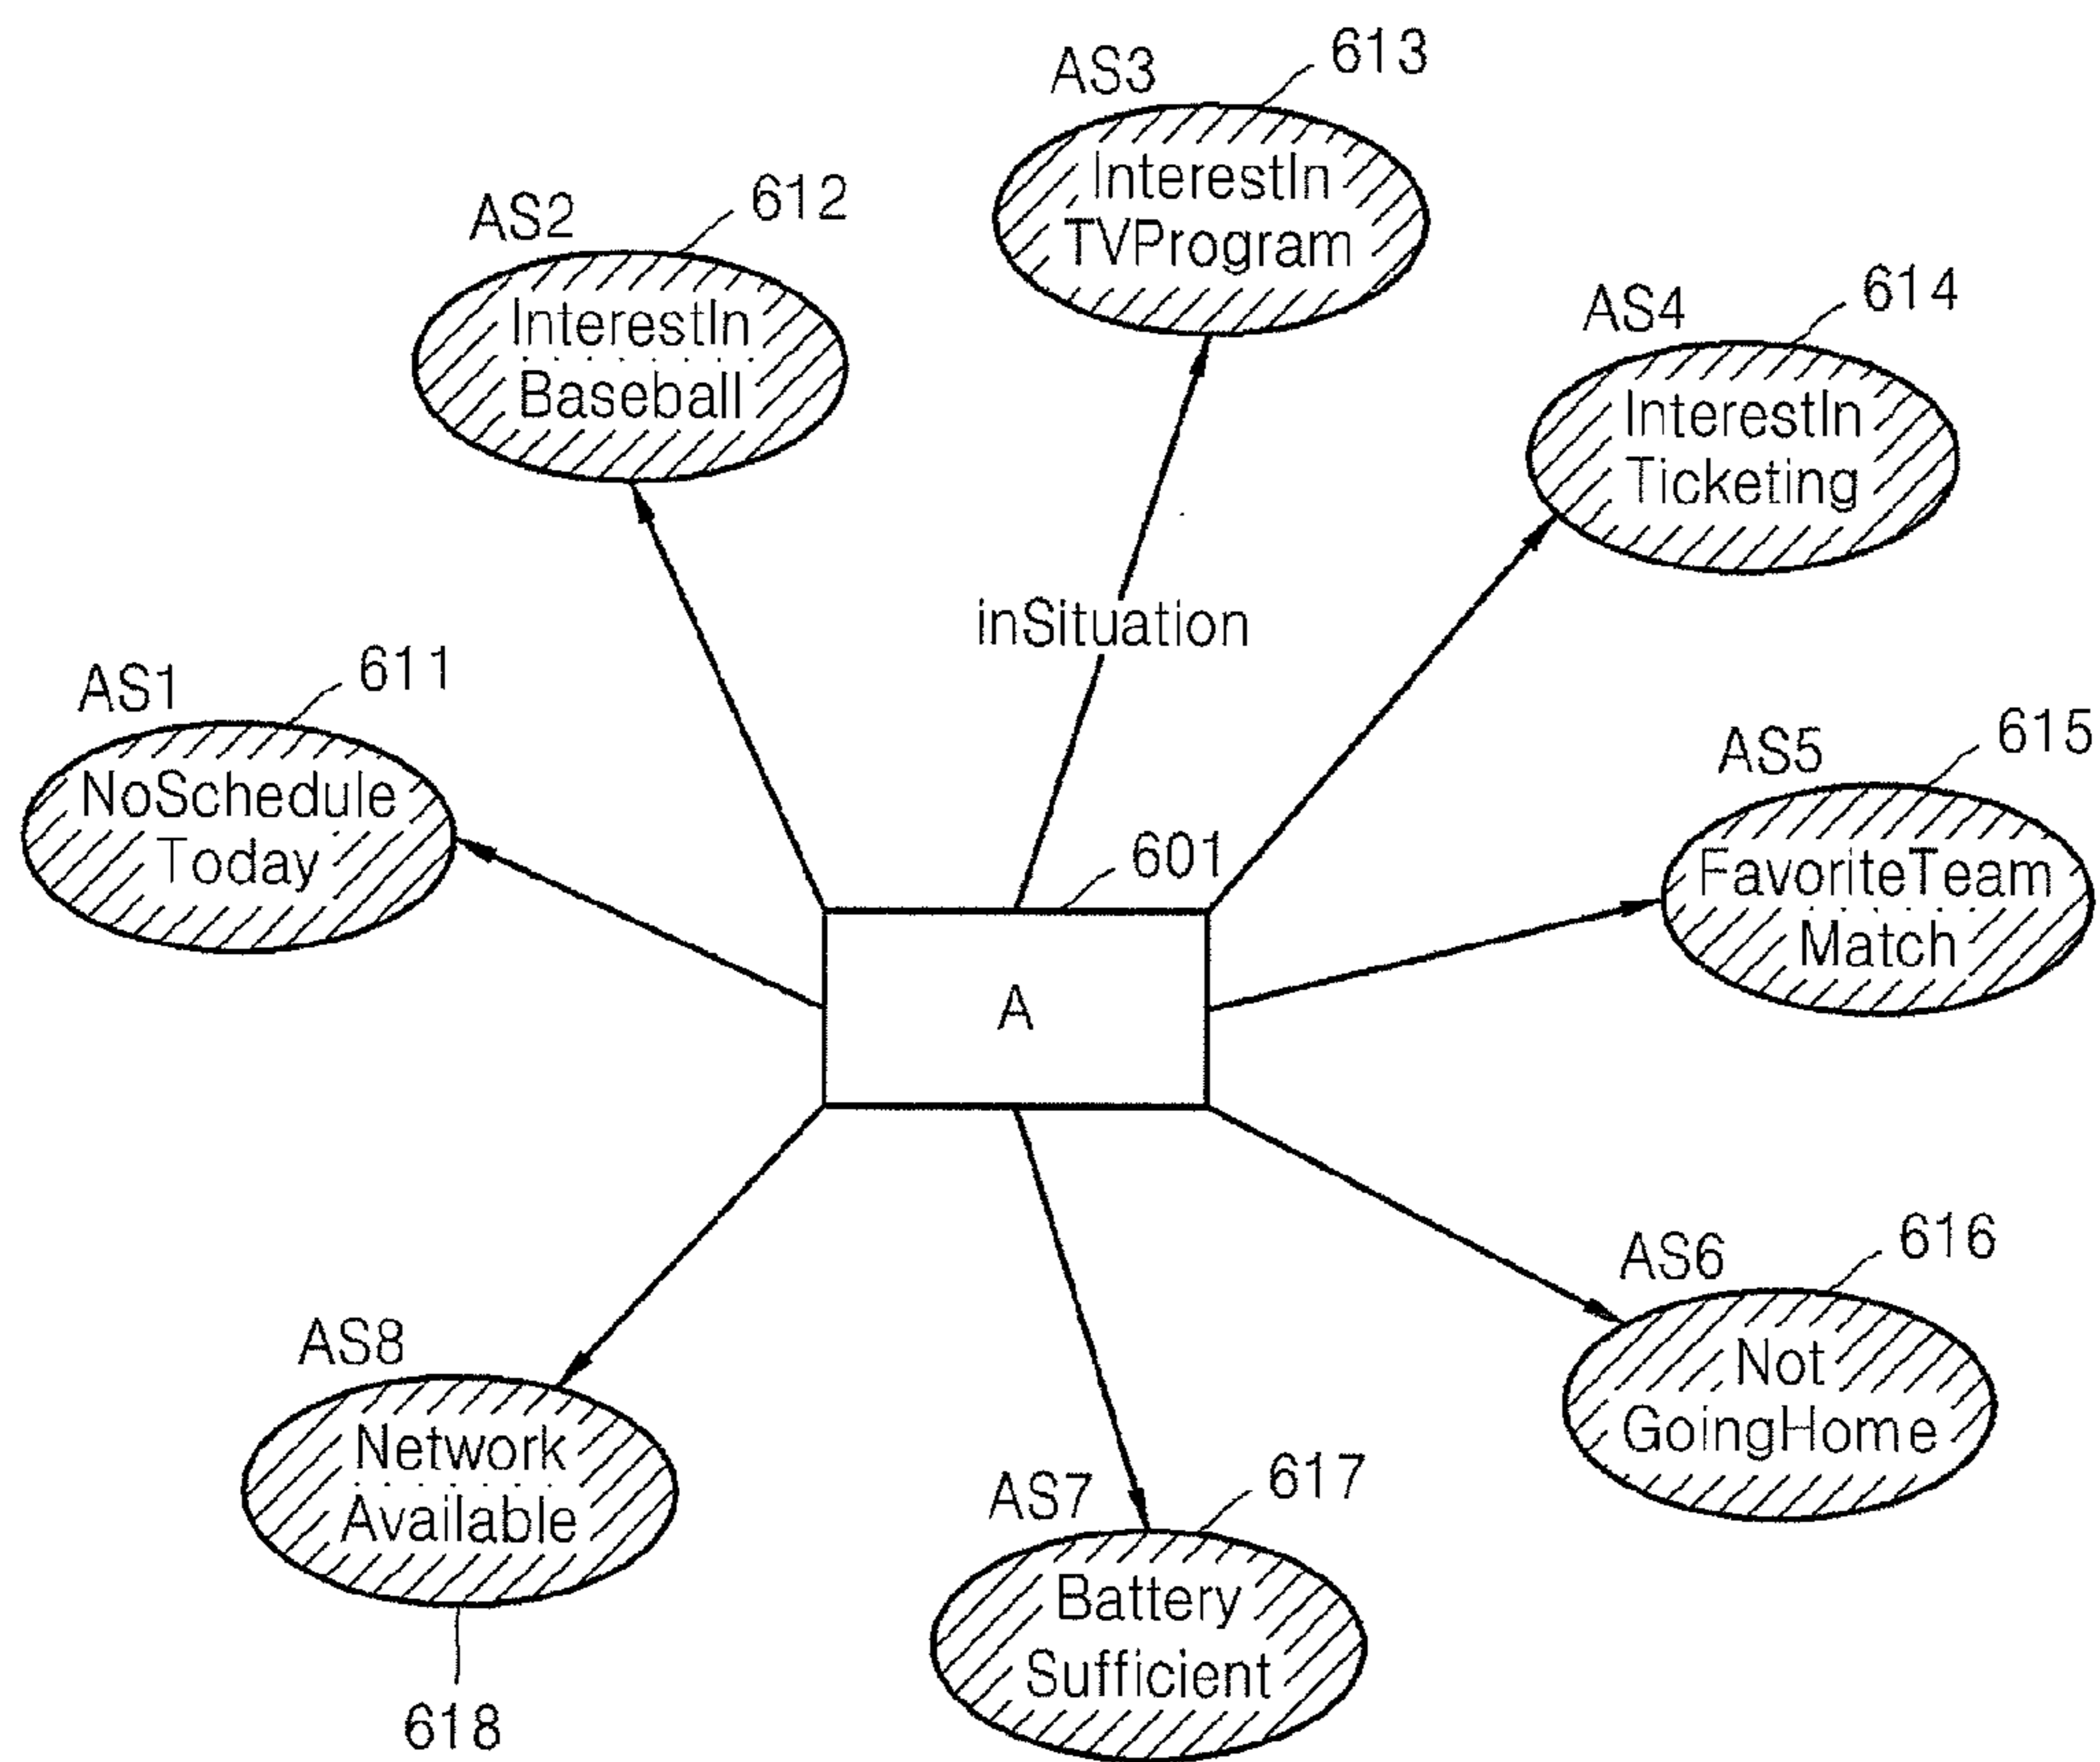 AS3
613
InterestIn
TVProgram
AS2
612
InterestIn
Baseball
AS4
614
InterestIn
Ticketing
inSituation
AS1
611
NoSchedule
Today
AS5
615
FavoriteTeam
Match
601
A
AS6
616
Not
GoingHome
AS8
Network
Available
618
AS7
617
Battery
Sufficient